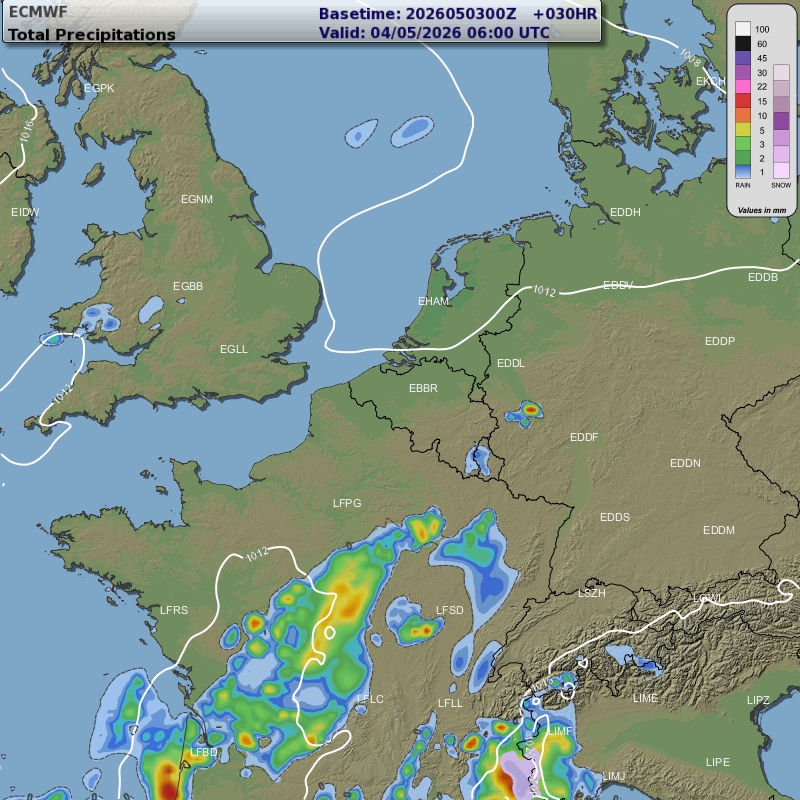 ECMWF
Basetime: 2026050300Z   +030HR
Total Precipitations
Valid: 04/05/2026 06:00 UTC
1008
EKCH
100
60
45
30
22
15
10
5
3
2
1
RAIN
SNOW
Values in mm
EGPK
1016
EIDW
EGNM
EDDH
EGBB
EHAM
1012
EDDV
EDDB
EGLL
EDDP
EDDL
1012
EBBR
EDDF
EDDN
LFPG
EDDS
EDDM
1012
LFRS
LFSD
LSZH
LOWI
LFLC
LFLL
LIME
LIPZ
LFBD
LIMF
LIPE
LIMJ